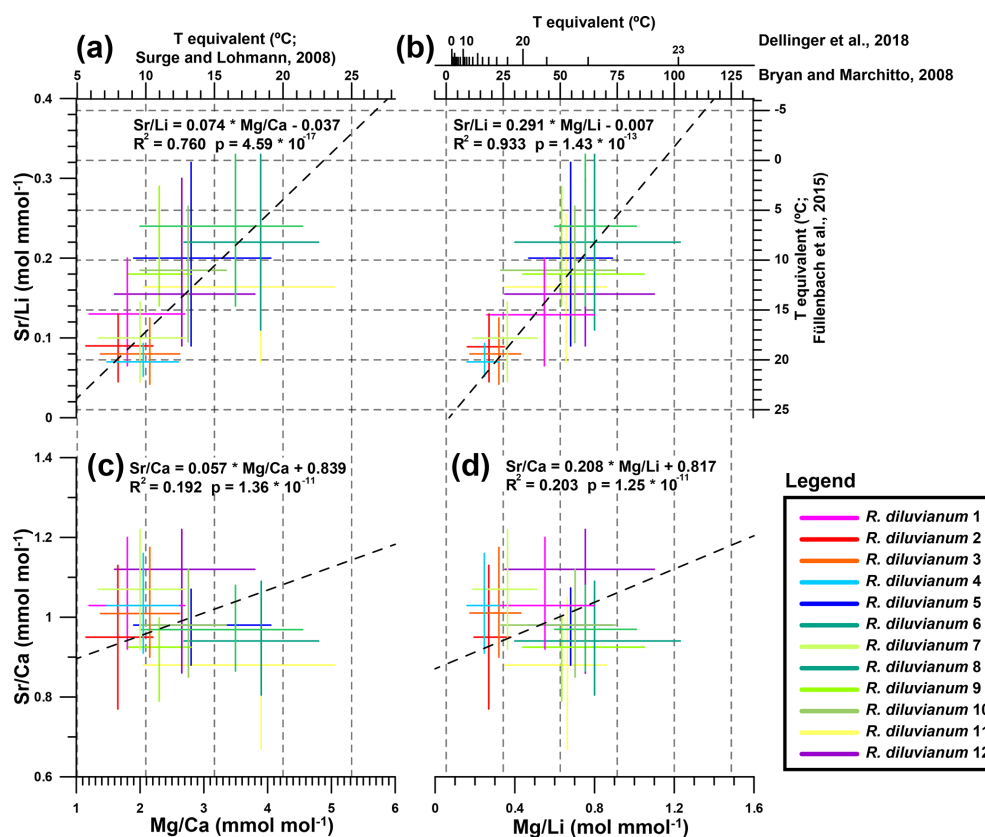 (a)
T equivalent (ºC;
Surge and Lohmann, 2008)
5 10 15 20 25
(b)
T equivalent (ºC)
0 10 20 23
Dellinger et al., 2018
Bryan and Marchitto, 2008
0 25 50 75 100 125
Sr/Li = 0.074 * Mg/Ca - 0.037
R² = 0.760 p = 4.59 * 10⁻¹⁷
Sr/Li = 0.291 * Mg/Li - 0.007
R² = 0.933 p = 1.43 * 10⁻¹³
Sr/Li (mol mmol⁻¹)
0.4
0.3
0.2
0.1
0
-5
0
5
10
15
20
25
T equivalent (ºC;
Füllenbach et al., 2015)
(c)
Sr/Ca = 0.057 * Mg/Ca + 0.839
R² = 0.192 p = 1.36 * 10⁻¹¹
(d)
Sr/Ca = 0.208 * Mg/Li + 0.817
R² = 0.203 p = 1.25 * 10⁻¹¹
Sr/Ca (mmol mol⁻¹)
1.4
1.2
1
0.8
0.6
1 2 3 4 5 6
Mg/Ca (mmol mol⁻¹)
0 0.4 0.8 1.2 1.6
Mg/Li (mol mmol⁻¹)
Legend
R. diluvianum 1
R. diluvianum 2
R. diluvianum 3
R. diluvianum 4
R. diluvianum 5
R. diluvianum 6
R. diluvianum 7
R. diluvianum 8
R. diluvianum 9
R. diluvianum 10
R. diluvianum 11
R. diluvianum 12